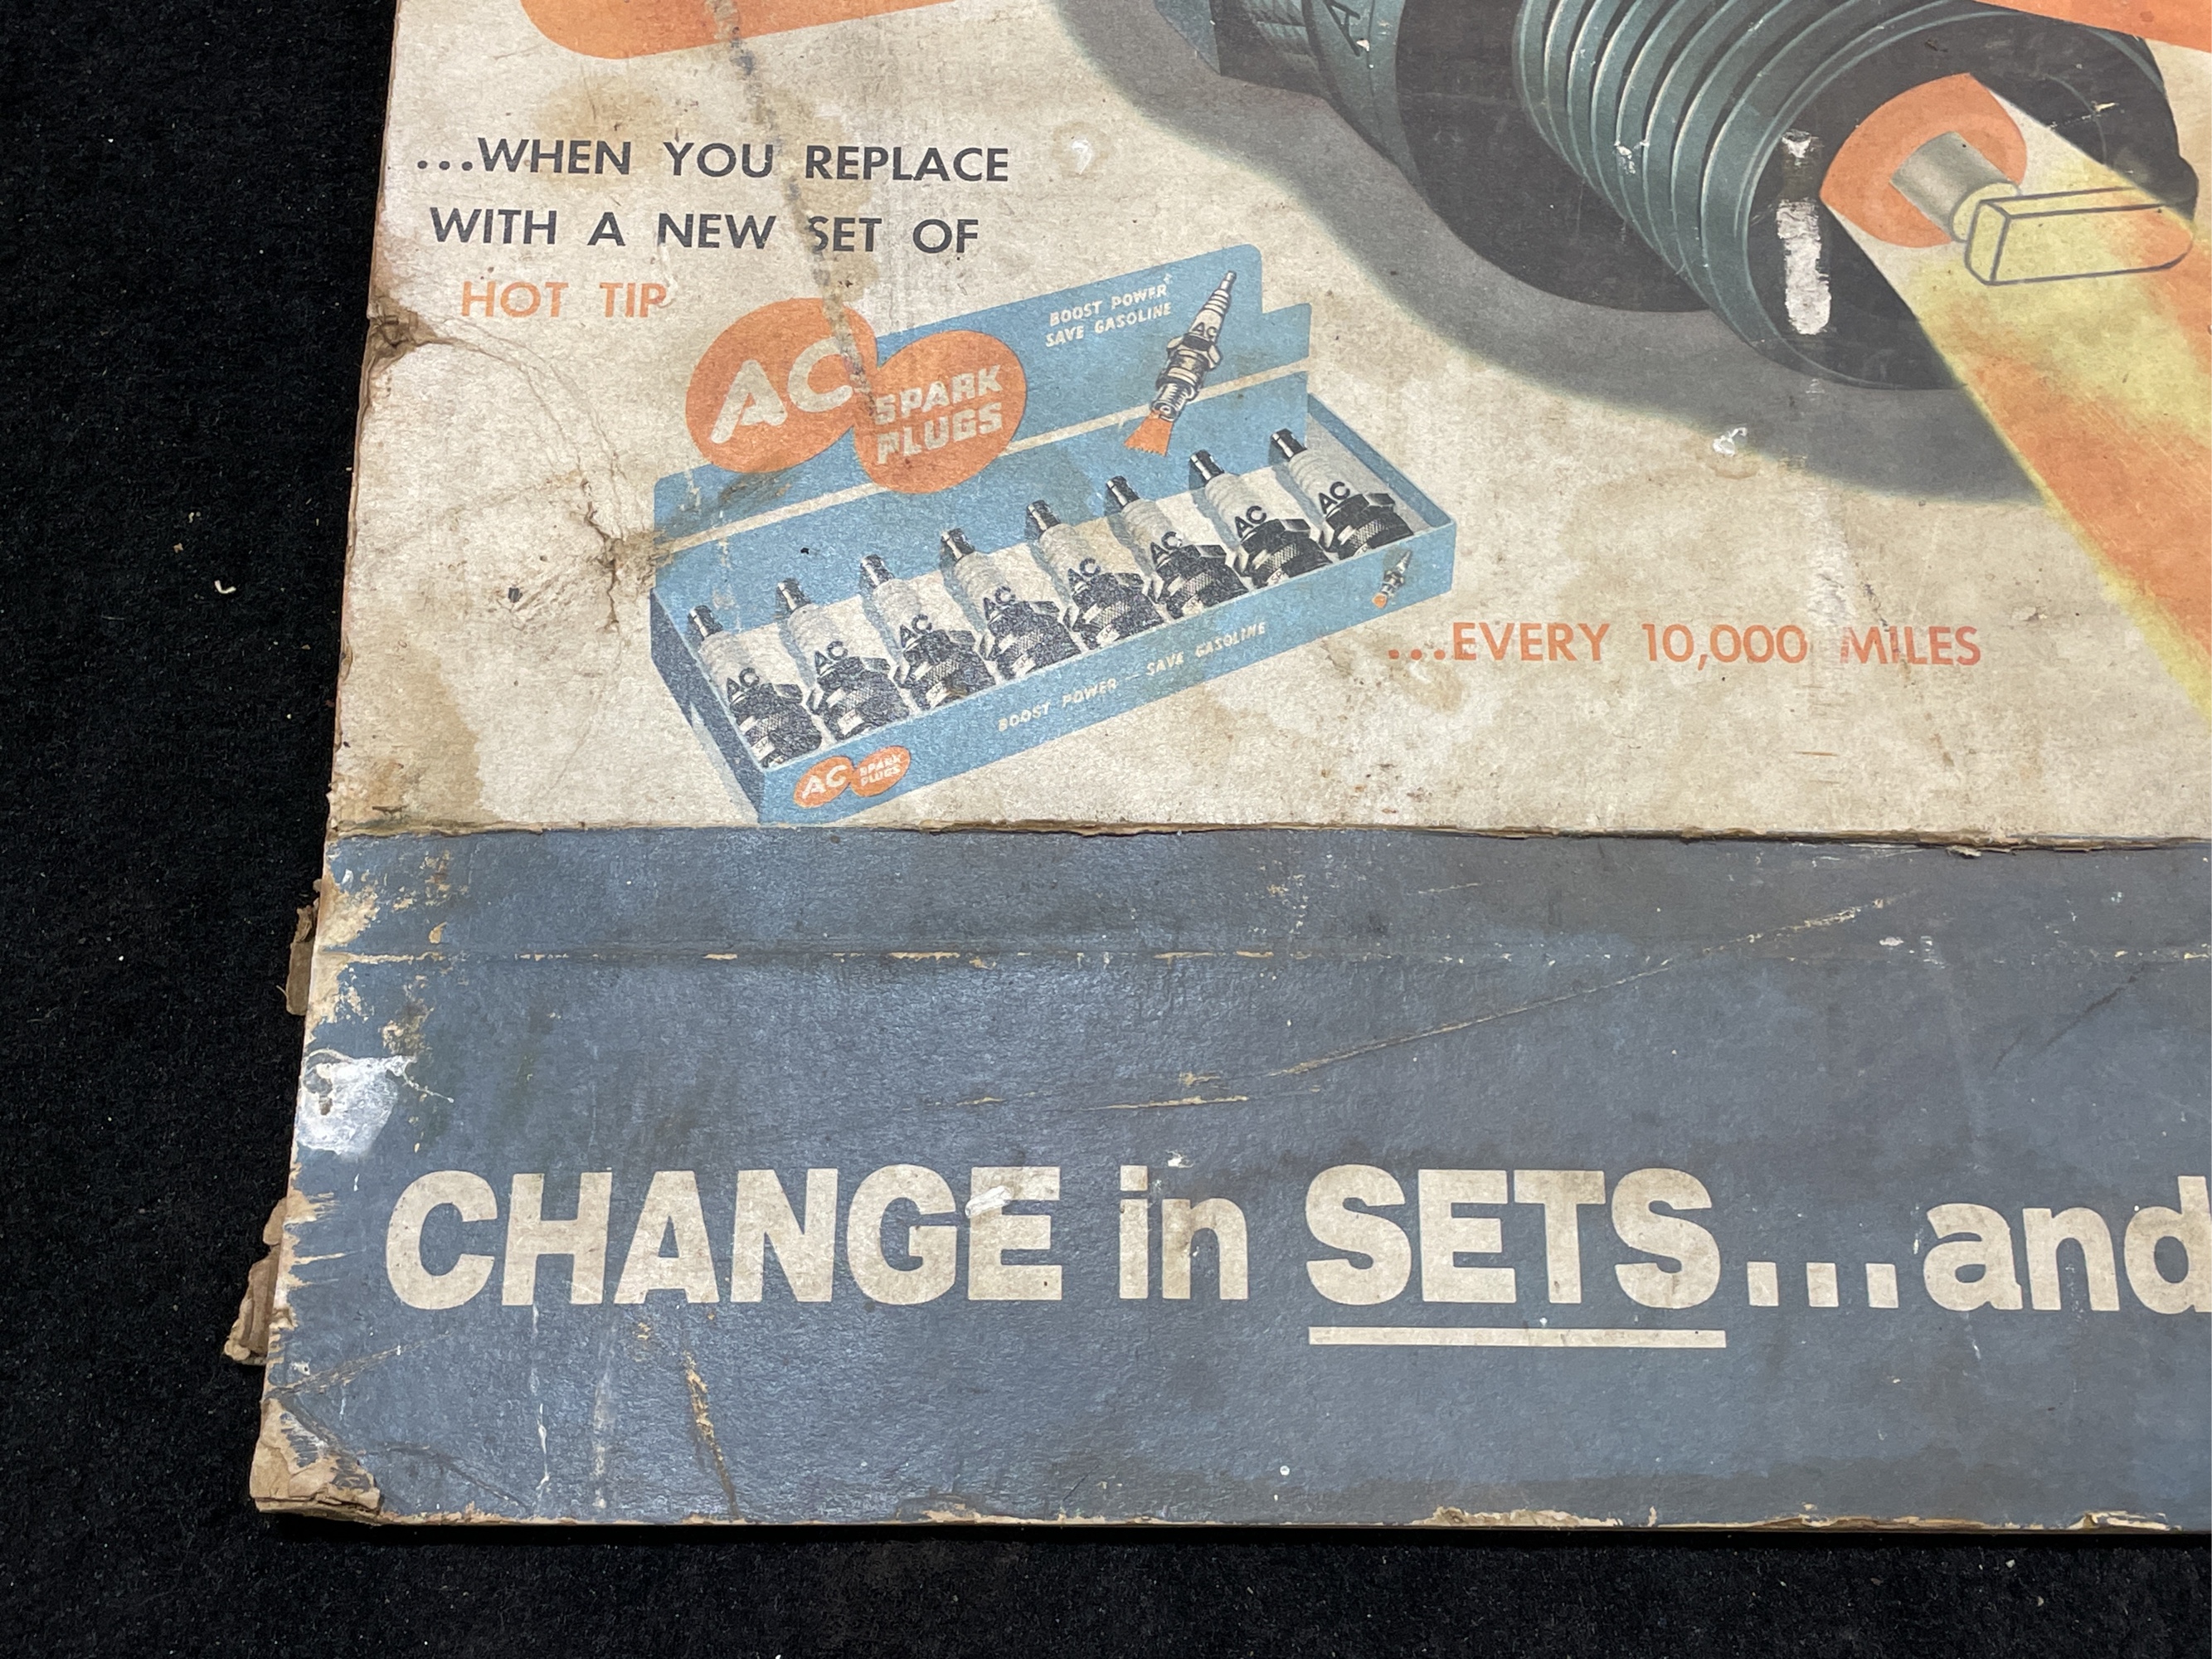 ...WHEN YOU REPLACE
WITH A NEW SET OF
HOT TIP
AC
SPARK
PLUGS
BOOST POWER
SAVE GASOLINE
AC
AC
AC
AC
AC
AC
AC
AC
AC
BOOST POWER — SAVE GASOLINE
AC SPARK
PLUGS
...EVERY 10,000 MILES
CHANGE in SETS...and